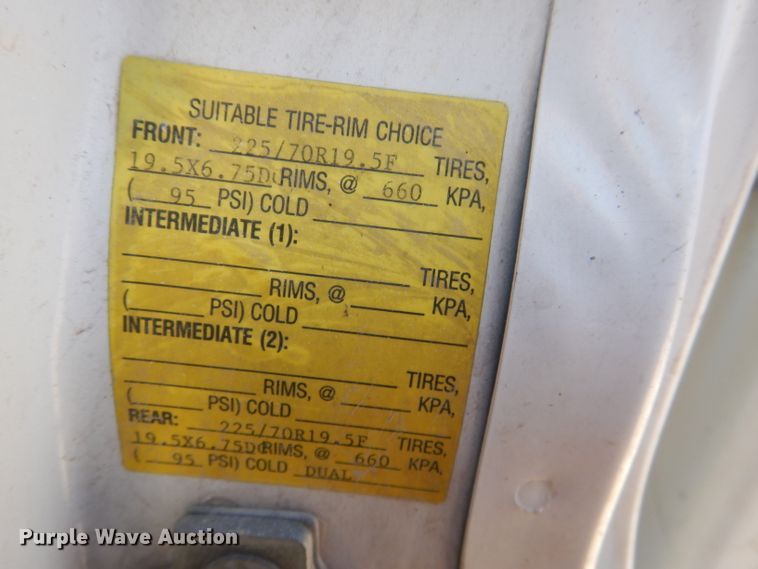 SUITABLE TIRE-RIM CHOICE
FRONT: 225/70R19.5F TIRES,
19.5X6.75DC RIMS, @ 660 KPA,
( 95 PSI) COLD
INTERMEDIATE (1):
TIRES,
RIMS, @ KPA,
( PSI) COLD
INTERMEDIATE (2):
TIRES,
RIMS, @ KPA,
( PSI) COLD
REAR: 225/70R19.5F TIRES,
19.5X6.75DC RIMS, @ 660 KPA,
( 95 PSI) COLD DUAL
Purple Wave Auction